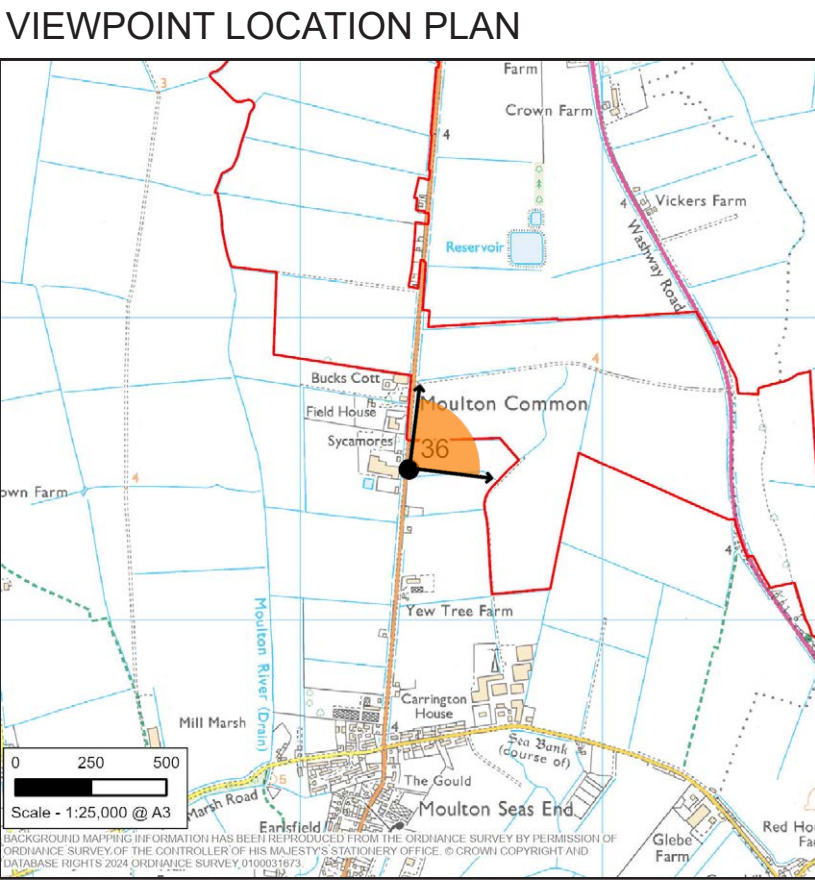 VIEWPOINT LOCATION PLAN
Farm
3
Crown Farm
4
Vickers Farm
4
Washway Road
Reservoir
4
Bucks Cott
Moulton Common
Field House
Sycamores
36
own Farm
4
4
Moulton River (Drain)
Yew Tree Farm
Carrington
House
Mill Marsh
4
Sea Bank
(course of)
0 250 500
5
The Gould
Scale - 1:25,000 @ A3
Marsh Road
Moulton Seas End
Earlsfield
Red Ho
Fa
Glebe
Farm
BACKGROUND MAPPING INFORMATION HAS BEEN REPRODUCED FROM THE ORDNANCE SURVEY BY PERMISSION OF
ORDNANCE SURVEY OF THE CONTROLLER OF HIS MAJESTY'S STATIONERY OFFICE. © CROWN COPYRIGHT AND
DATABASE RIGHTS 2024 ORDNANCE SURVEY 0100031673.